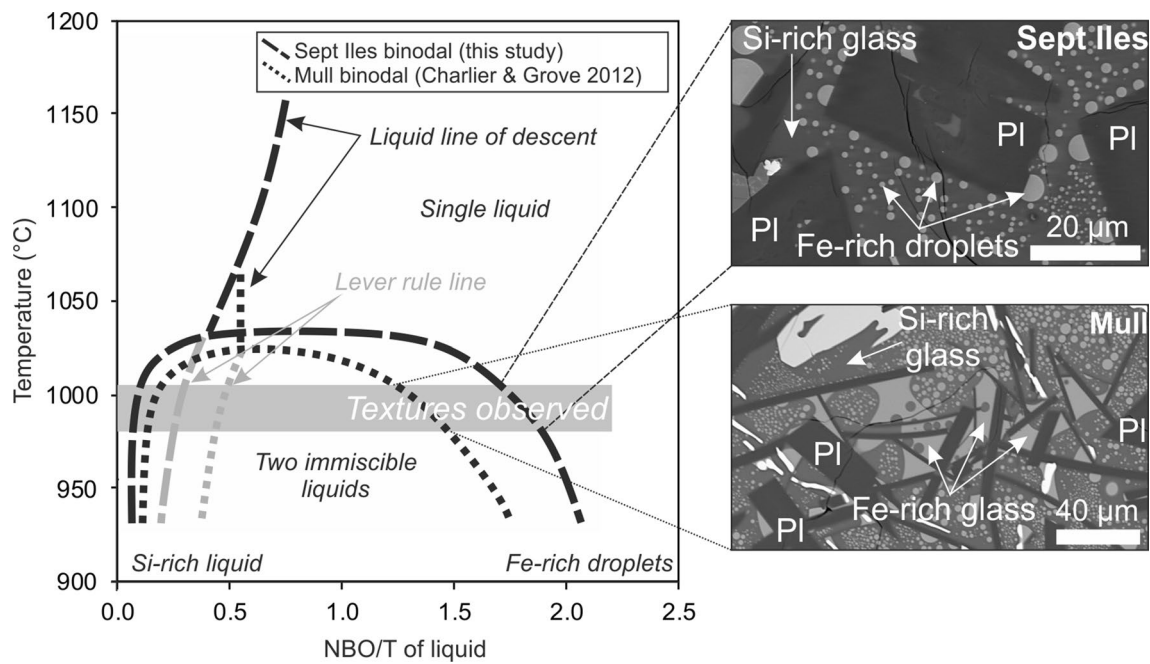 1200
1150
1100
1050
1000
950
900
Temperature (°C)
0.0
0.5
1.0
1.5
2.0
2.5
NBO/T of liquid
Sept Iles binodal (this study)
Mull binodal (Charlier & Grove 2012)
Liquid line of descent
Single liquid
Lever rule line
Textures observed
Two immiscible
liquids
Si-rich liquid
Fe-rich droplets
Si-rich glass
Sept Iles
Pl
Pl
Pl
Fe-rich droplets
20 µm
Si-rich
glass
Mull
Pl
Pl
Pl
Fe-rich glass
40 µm